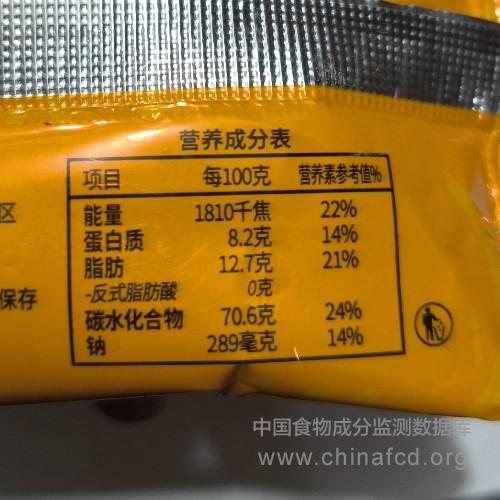 营养成分表
项目 每100克 营养素参考值%
能量 1810千焦 22%
蛋白质 8.2克 14%
脂肪 12.7克 21%
-反式脂肪酸 0克
碳水化合物 70.6克 24%
钠 289毫克 14%
区
保存
中国食物成分监测数据库
www.chinafcd.org